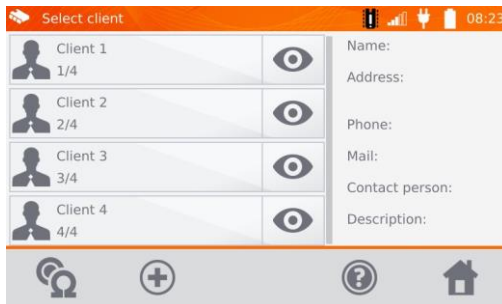 Select client
08:23
Client 1
1/4
Client 2
2/4
Client 3
3/4
Client 4
4/4
Name:
Address:
Phone:
Mail:
Contact person:
Description: